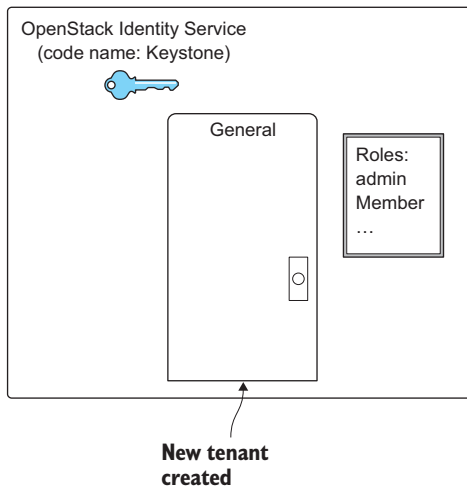 OpenStack Identity Service
(code name: Keystone)
General
Roles:
admin
Member
…
New tenant
created